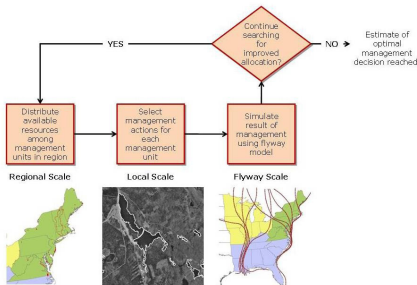 Continue
searching
for
improved
allocation?
YES
NO
Estimate of
optimal
management
decision reached
Distribute
available
resources
among
management
units in region
Select
management
actions for
each
management
unit
Simulate
result of
management
using flyway
model
Regional Scale
Local Scale
Flyway Scale